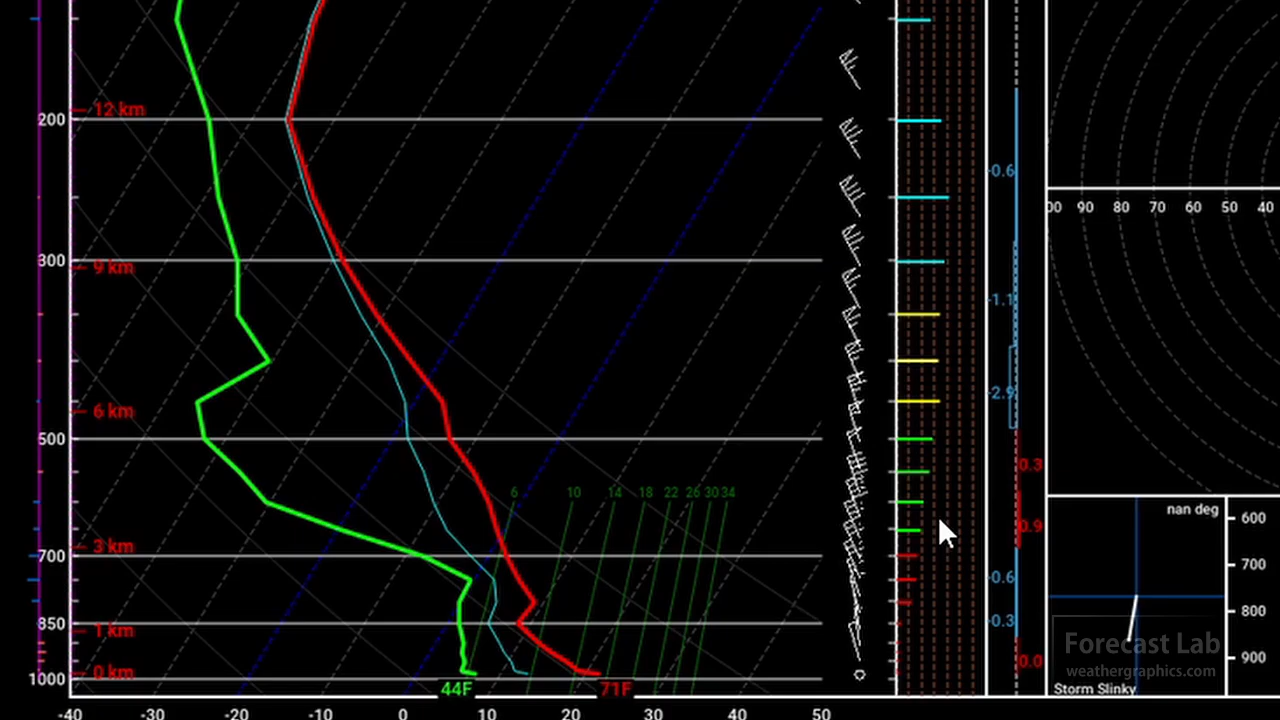 12 km
200
-0.6
00 90 80 70 60 50 40
300
9 km
-1.1
-2.9
6 km
500
0.3
6 10 14 18 22 26 30 34
nan deg
600
0.9
700
3 km
700
-0.6
800
850
1 km
-0.3
Forecast Lab
900
weathergraphics.com
0.0
1000
0 km
44F
71F
Storm Slinky
-40 -30 -20 -10 0 10 20 30 40 50